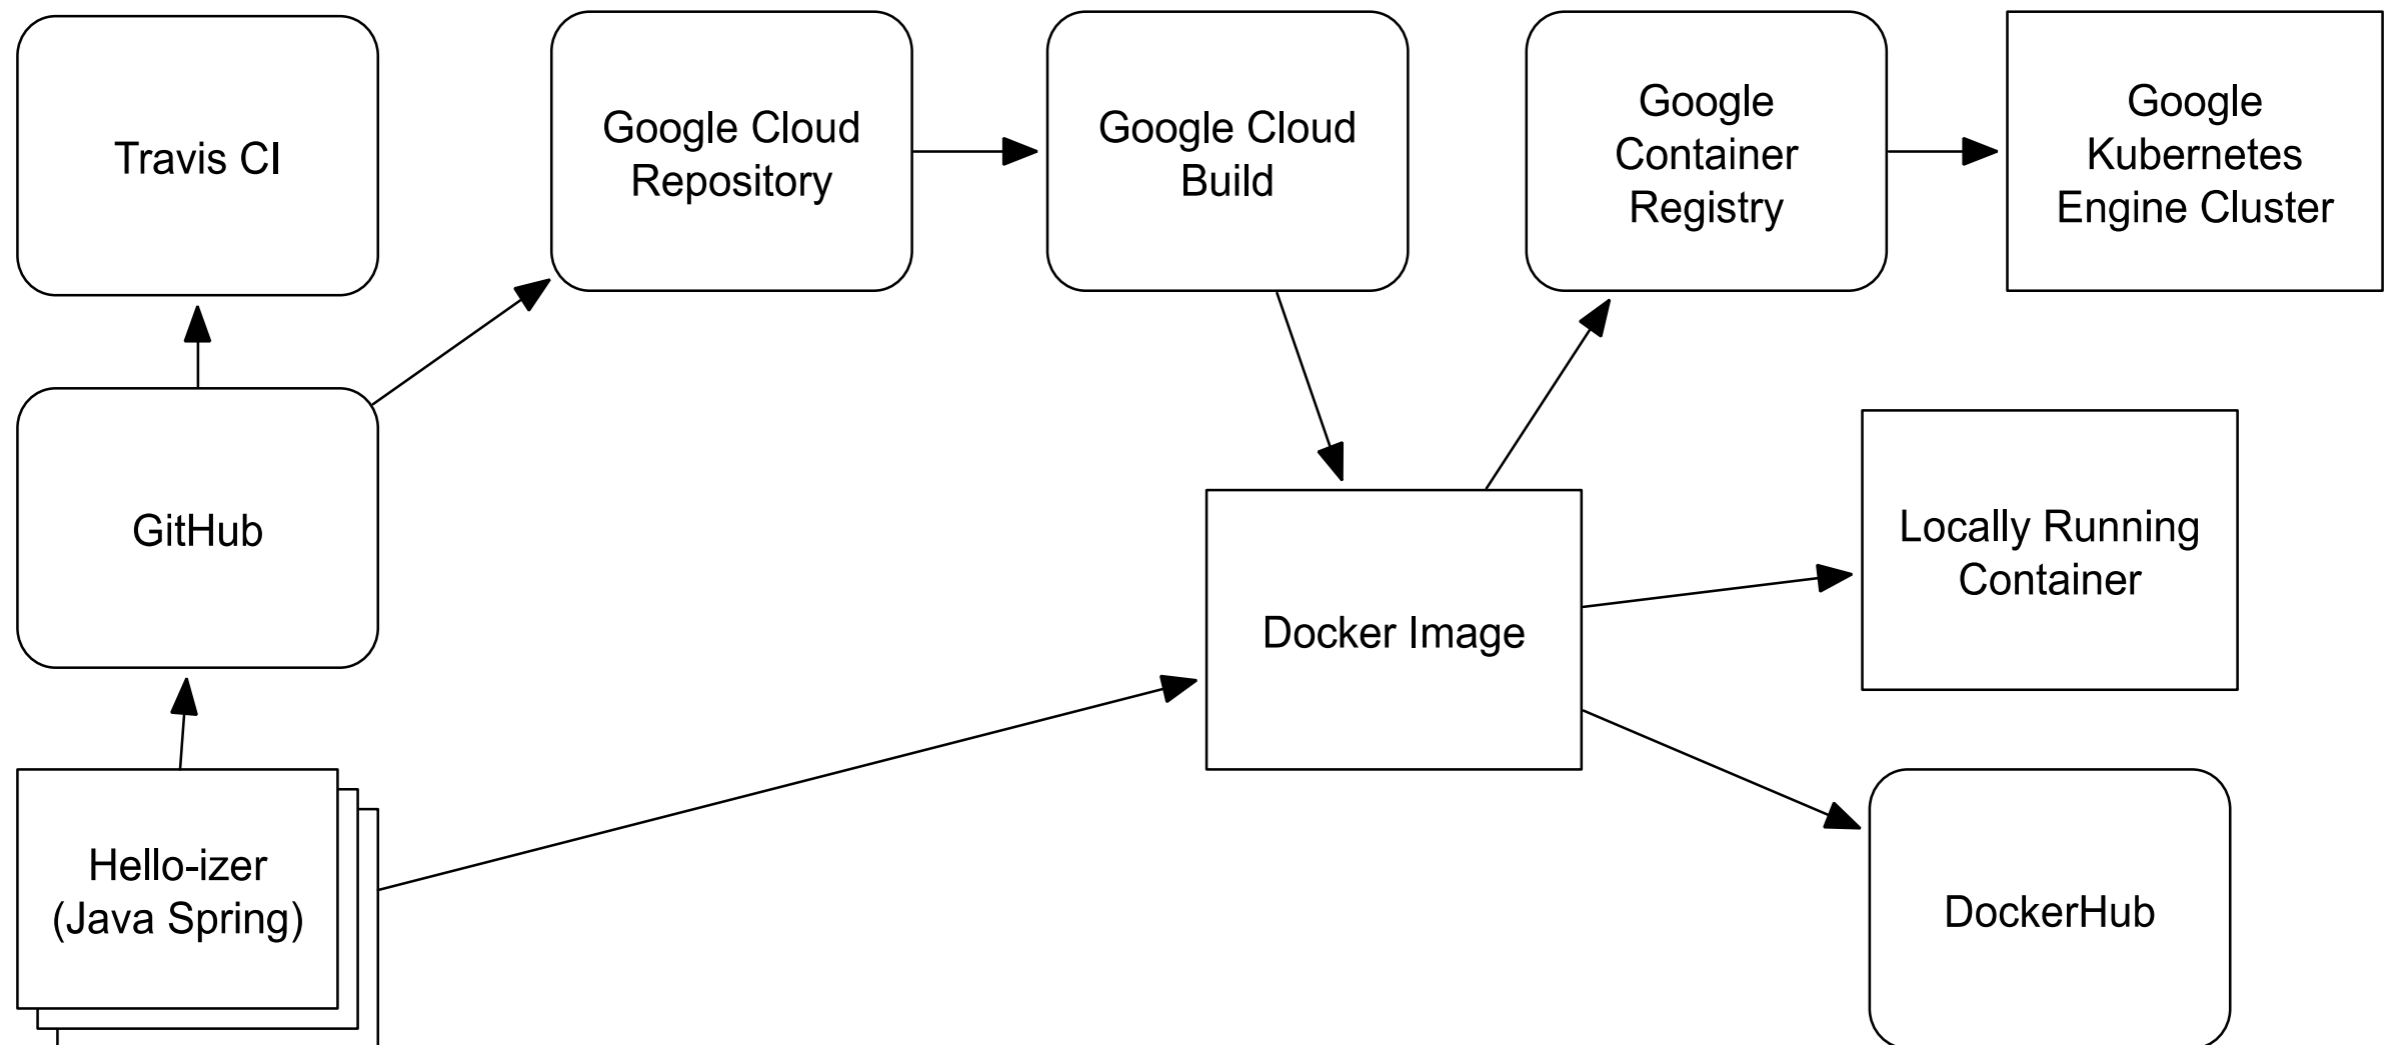 Travis CI
Google Cloud
Repository
Google Cloud
Build
Google
Container
Registry
Google
Kubernetes
Engine Cluster
GitHub
Docker Image
Locally Running
Container
Hello-izer
(Java Spring)
DockerHub